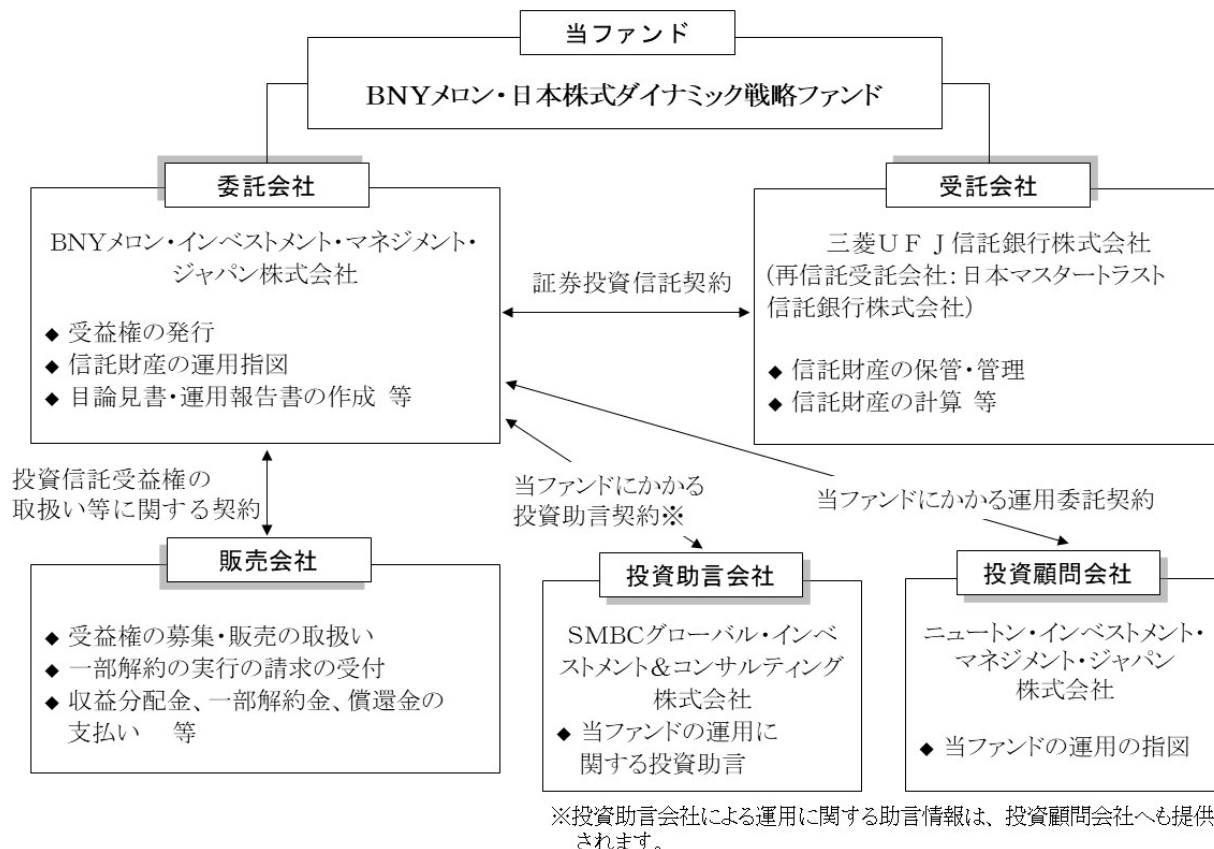 当ファンド
BNYメロン・日本株式ダイナミック戦略ファンド
委託会社
BNYメロン・インベストメント・マネジメント・
ジャパン株式会社
◆ 受益権の発行
◆ 信託財産の運用指図
◆ 目論見書・運用報告書の作成 等
証券投資信託契約
受託会社
三菱ＵＦＪ信託銀行株式会社
(再信託受託会社：日本マスタートラスト
信託銀行株式会社)
◆ 信託財産の保管・管理
◆ 信託財産の計算 等
投資信託受益権の
取扱い等に関する契約
当ファンドにかかる
投資助言契約※
当ファンドにかかる運用委託契約
販売会社
◆ 受益権の募集・販売の取扱い
◆ 一部解約の実行の請求の受付
◆ 収益分配金、一部解約金、償還金の
支払い 等
投資助言会社
SMBCグローバル・インベ
ストメント＆コンサルティング
株式会社
◆ 当ファンドの運用に
関する投資助言
投資顧問会社
ニュートン・インベストメント・
マネジメント・ジャパン
株式会社
◆ 当ファンドの運用の指図
※投資助言会社による運用に関する助言情報は、投資顧問会社へも提供
されます。